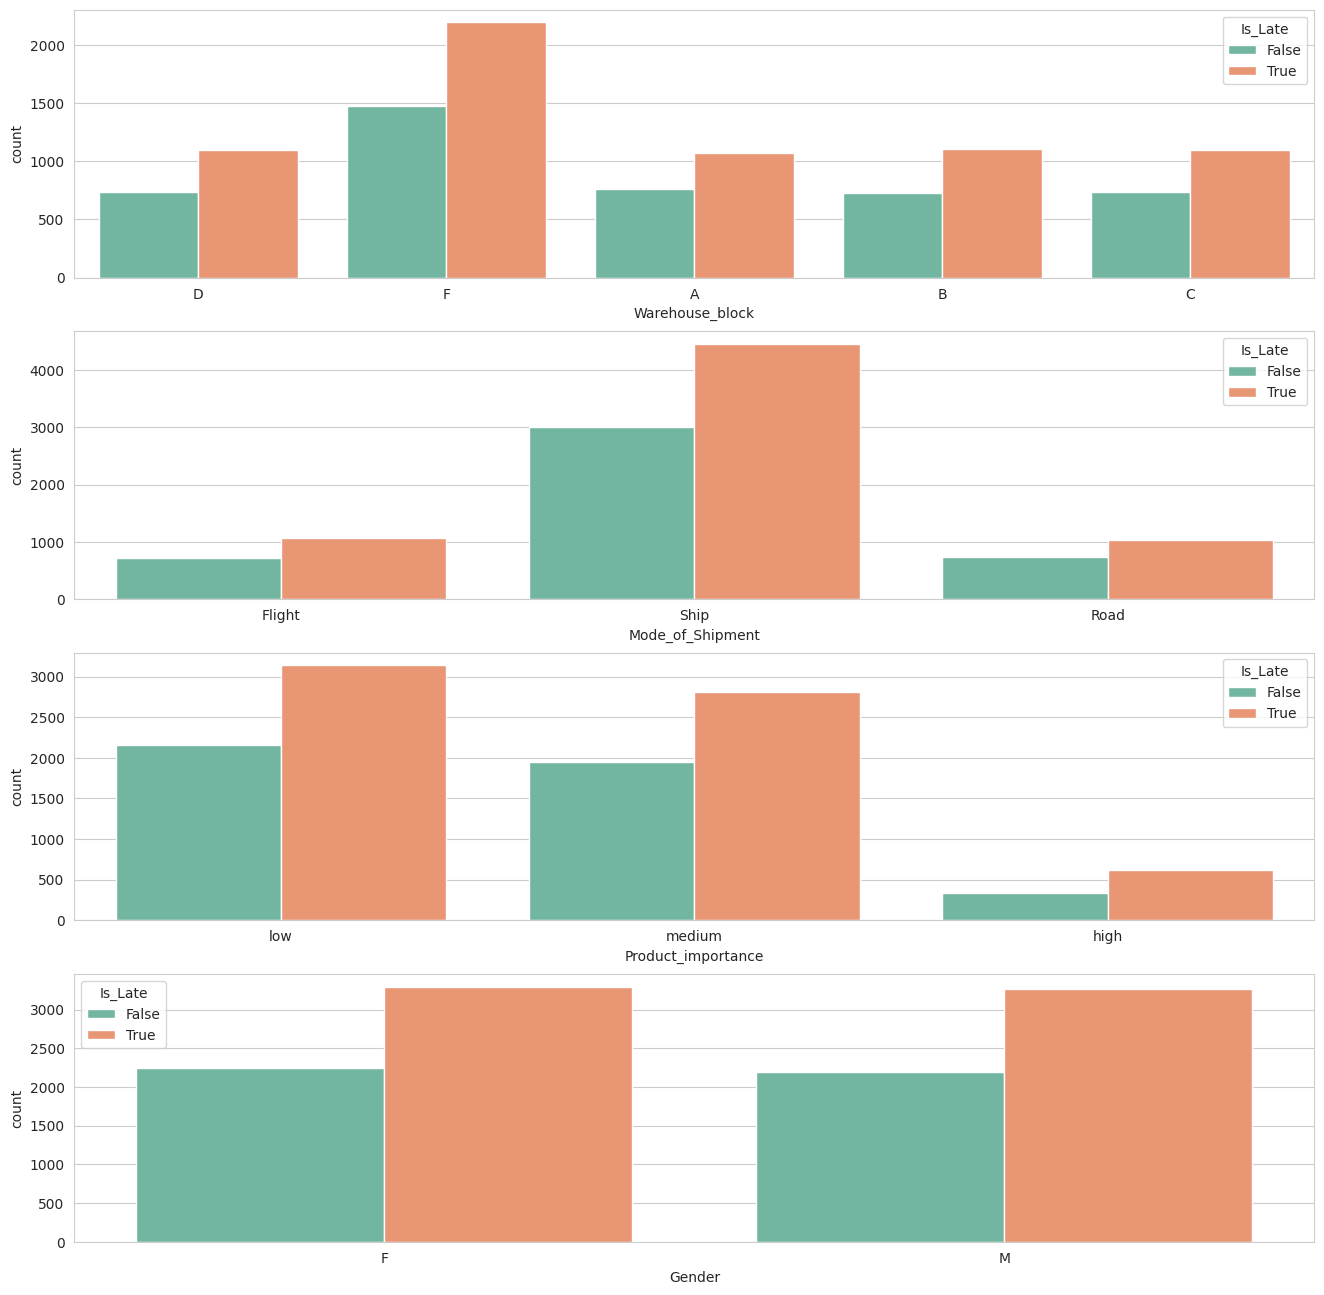 2000
1500
1000
500
0
count
Is_Late
False
True
D F A B C
Warehouse_block
4000
3000
2000
1000
0
count
Is_Late
False
True
Flight Ship Road
Mode_of_Shipment
3000
2500
2000
1500
1000
500
0
count
Is_Late
False
True
low medium high
Product_importance
3000
2500
2000
1500
1000
500
0
count
Is_Late
False
True
F M
Gender